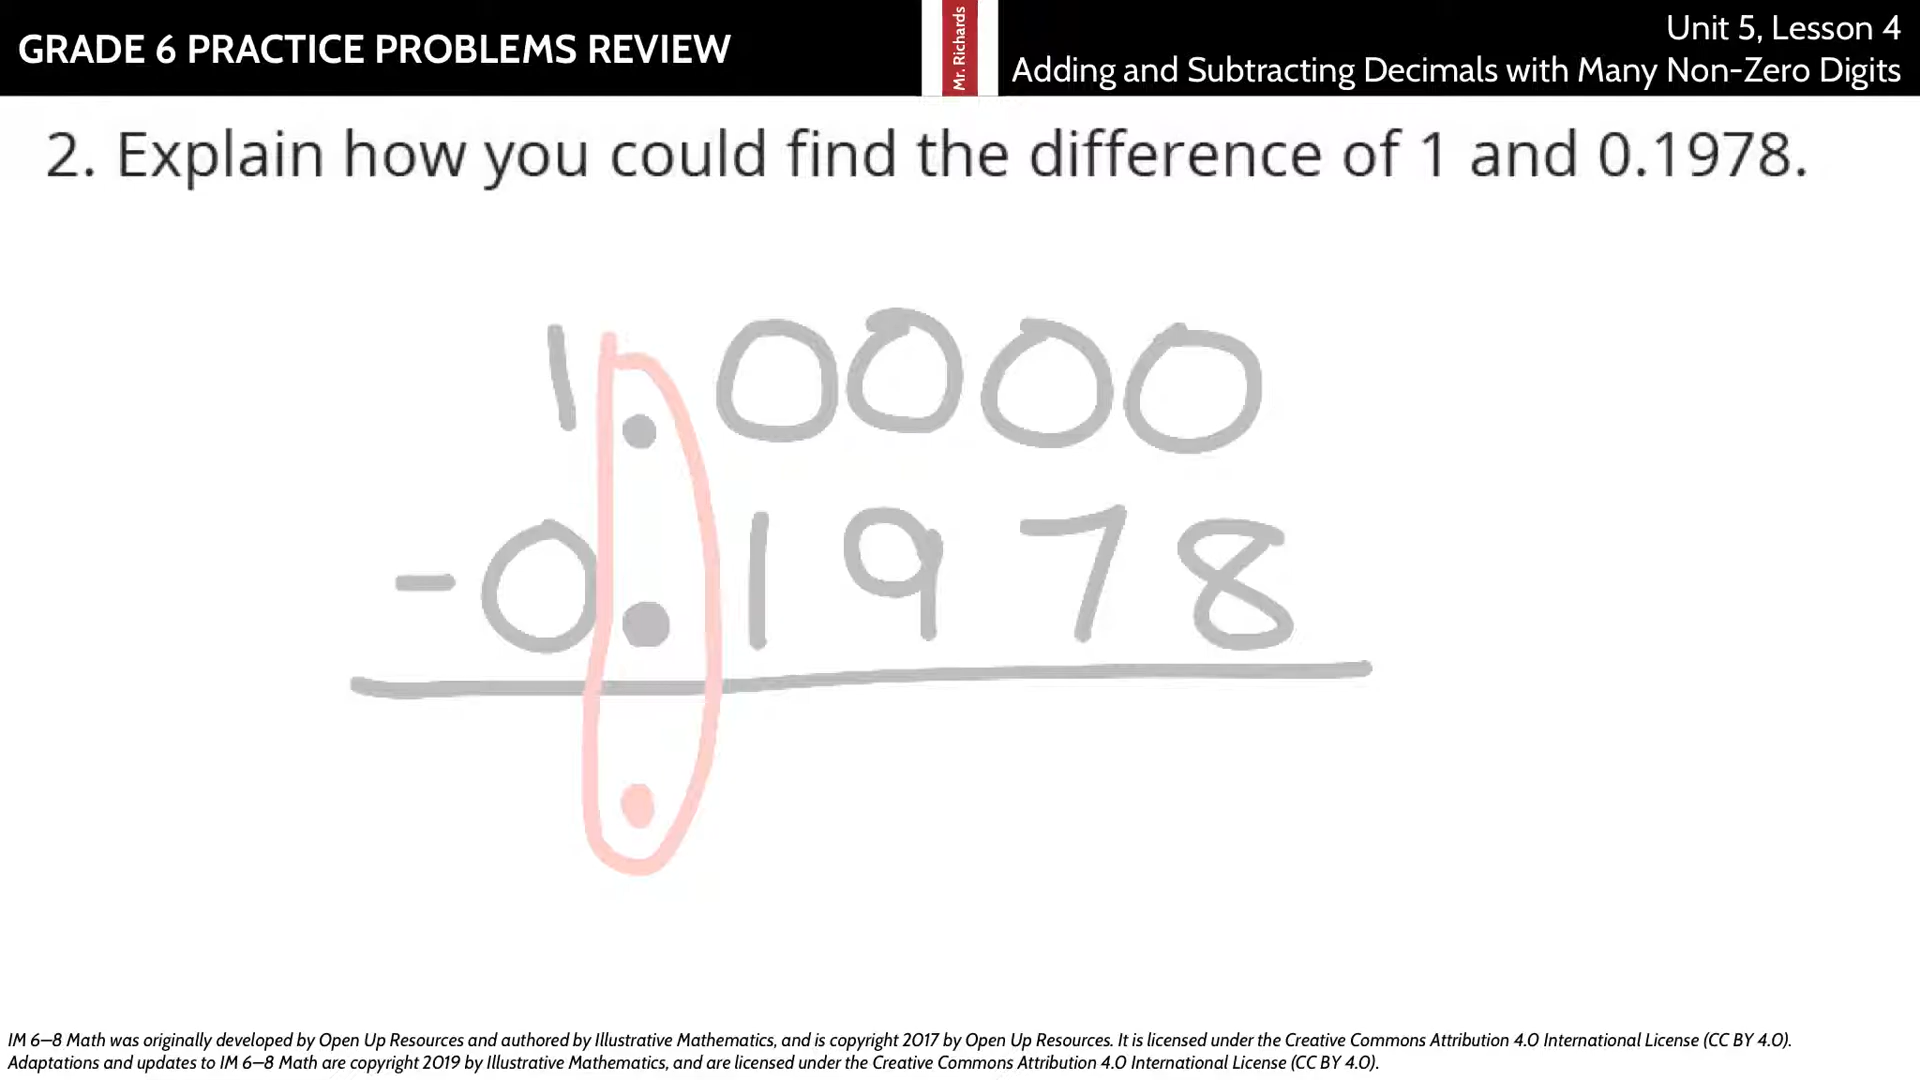 GRADE 6 PRACTICE PROBLEMS REVIEW
Mr. Richards
Unit 5, Lesson 4
Adding and Subtracting Decimals with Many Non-Zero Digits
2. Explain how you could find the difference of 1 and 0.1978.
1.0000
-0.1978
.
IM 6–8 Math was originally developed by Open Up Resources and authored by Illustrative Mathematics, and is copyright 2017 by Open Up Resources. It is licensed under the Creative Commons Attribution 4.0 International License (CC BY 4.0).
Adaptations and updates to IM 6–8 Math are copyright 2019 by Illustrative Mathematics, and are licensed under the Creative Commons Attribution 4.0 International License (CC BY 4.0).